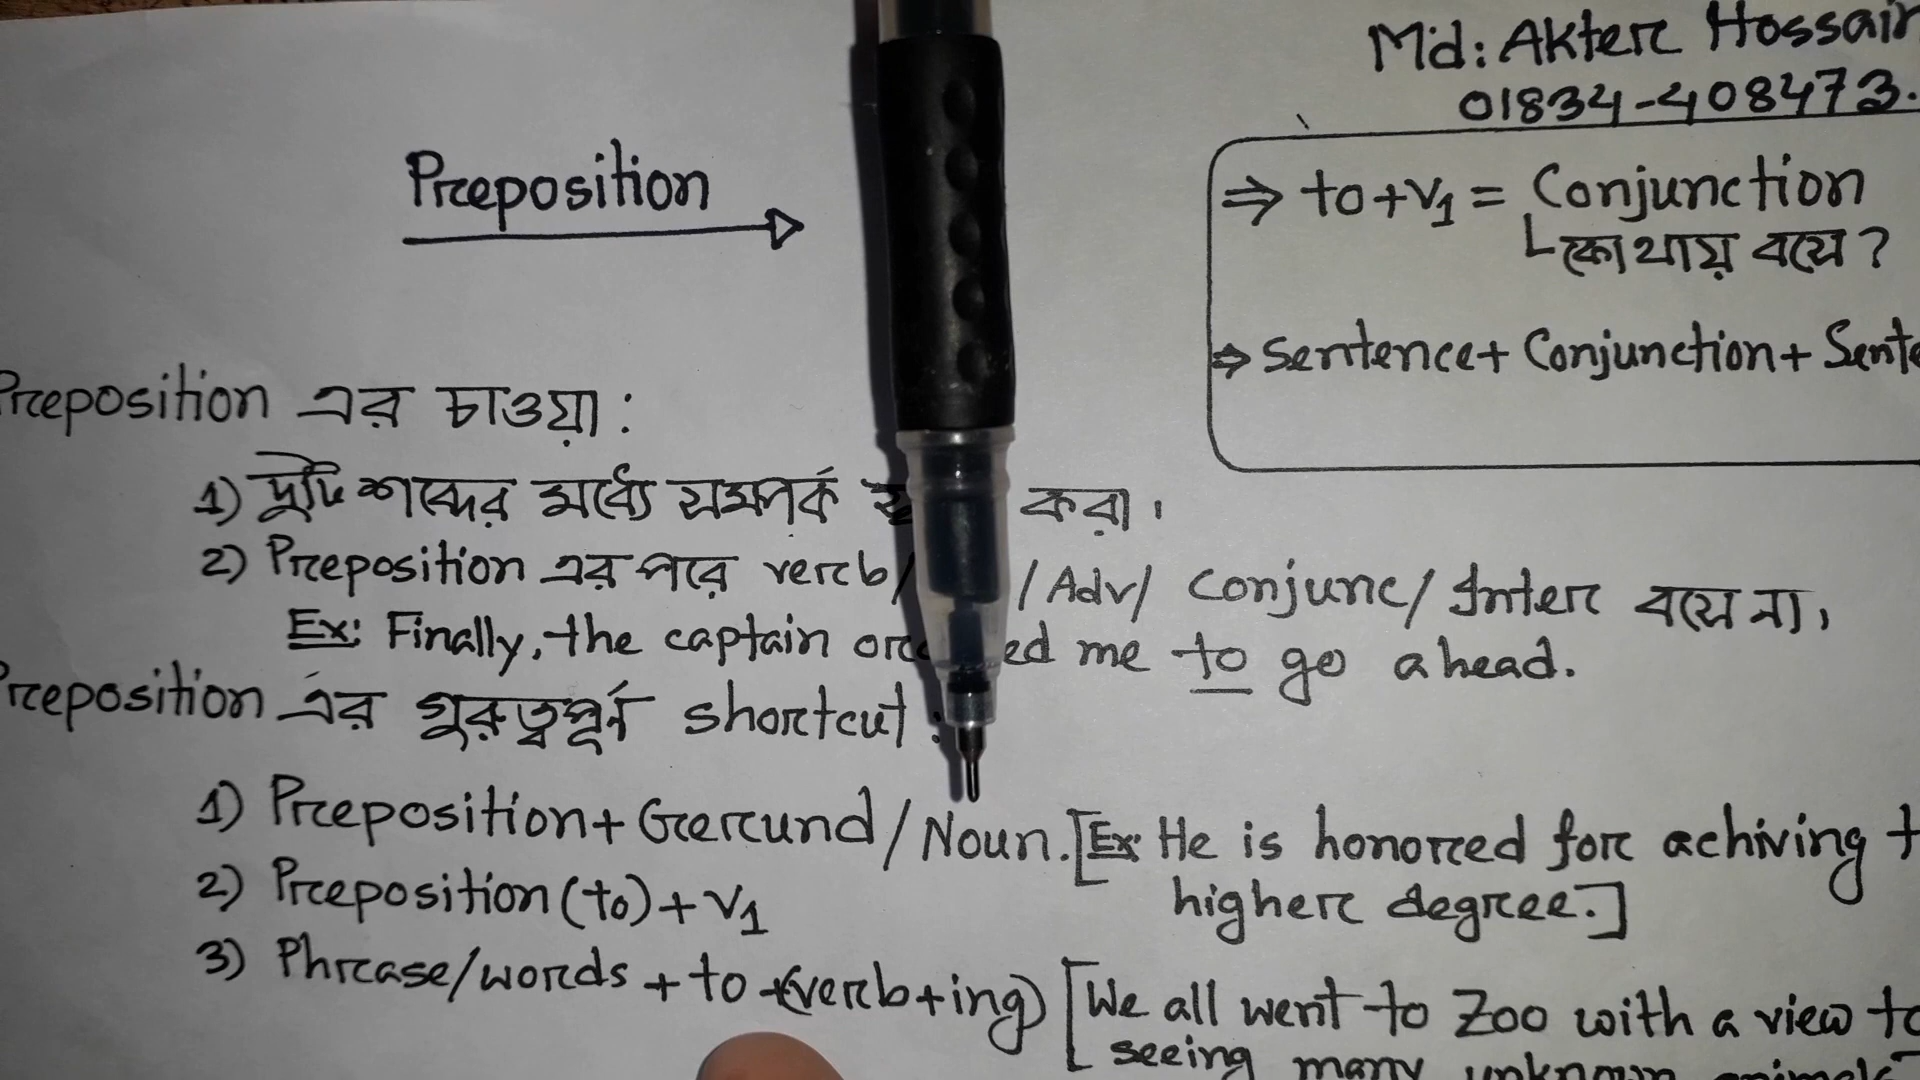 Md: Akter Hossain
01834-408473.
Preposition
⇒ to+V1 = Conjunction
কোথায় বসে?
⇒ Sentence + Conjunction + Sente
Preposition এর চাওয়া:
1) দুটি শব্দের মধ্যে সম্পর্ক করা।
2) Preposition এর পরে verb/ /Adv/ Conjunc/ Inter বসে না।
Ex: Finally, the captain ordered me to go ahead.
Preposition এর গুরুত্বপূর্ণ shortcut:
1) Preposition + Gerund/Noun. [Ex: He is honored for achiving t
higher degree.]
2) Preposition (to) + V1
3) Phrase/words + to + (verb+ing) [We all went to Zoo with a view to
seeing many unknown animals